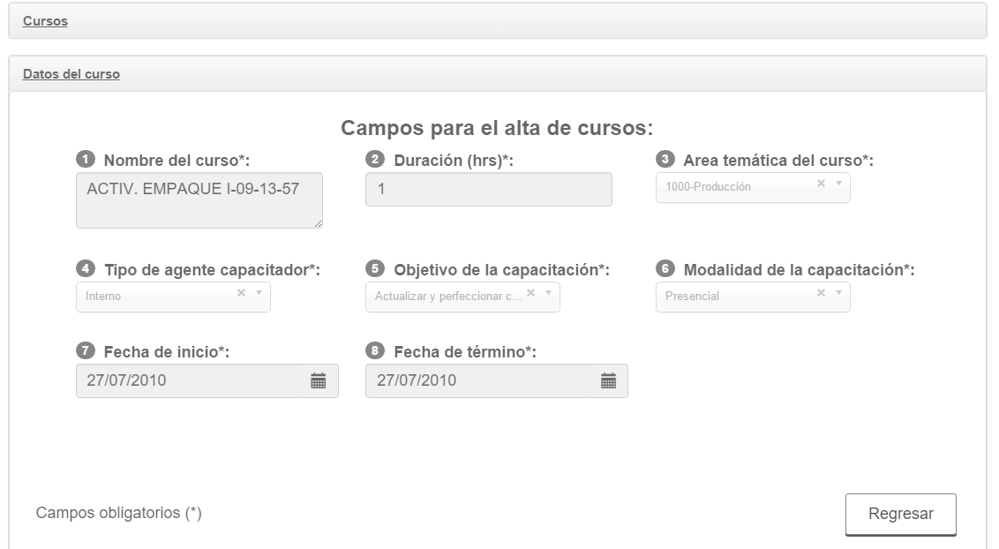 Cursos
Datos del curso
Campos para el alta de cursos:
1 Nombre del curso*:
ACTIV. EMPAQUE I-09-13-57
2 Duración (hrs)*:
1
3 Area temática del curso*:
1000-Producción
4 Tipo de agente capacitador*:
Interno
5 Objetivo de la capacitación*:
Actualizar y perfeccionar c...
6 Modalidad de la capacitación*:
Presencial
7 Fecha de inicio*:
27/07/2010
8 Fecha de término*:
27/07/2010
Campos obligatorios (*)
Regresar